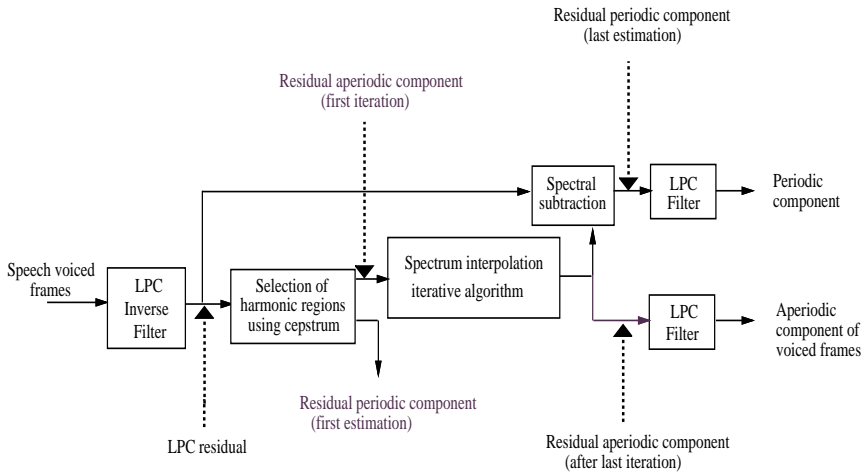 Residual periodic component
(last estimation)
Residual aperiodic component
(first iteration)
Spectral
subtraction
LPC
Filter
Periodic
component
Speech voiced
frames
LPC
Inverse
Filter
Selection of
harmonic regions
using cepstrum
Spectrum interpolation
iterative algorithm
LPC
Filter
Aperiodic
component of
voiced frames
Residual periodic component
(first estimation)
LPC residual
Residual aperiodic component
(after last iteration)